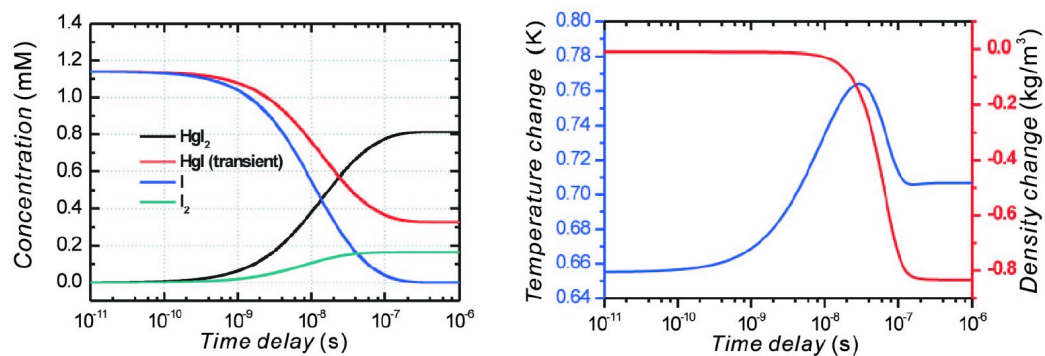 Concentration (mM)
1.4
1.2
1.0
0.8
0.6
0.4
0.2
0.0
HgI₂
HgI (transient)
I
I₂
10⁻¹¹ 10⁻¹⁰ 10⁻⁹ 10⁻⁸ 10⁻⁷ 10⁻⁶
Time delay (s)
Temperature change (K)
0.80
0.78
0.76
0.74
0.72
0.70
0.68
0.66
0.64
10⁻¹¹ 10⁻¹⁰ 10⁻⁹ 10⁻⁸ 10⁻⁷ 10⁻⁶
Time delay (s)
0.0
-0.2
-0.4
-0.6
-0.8
Density change (kg/m³)